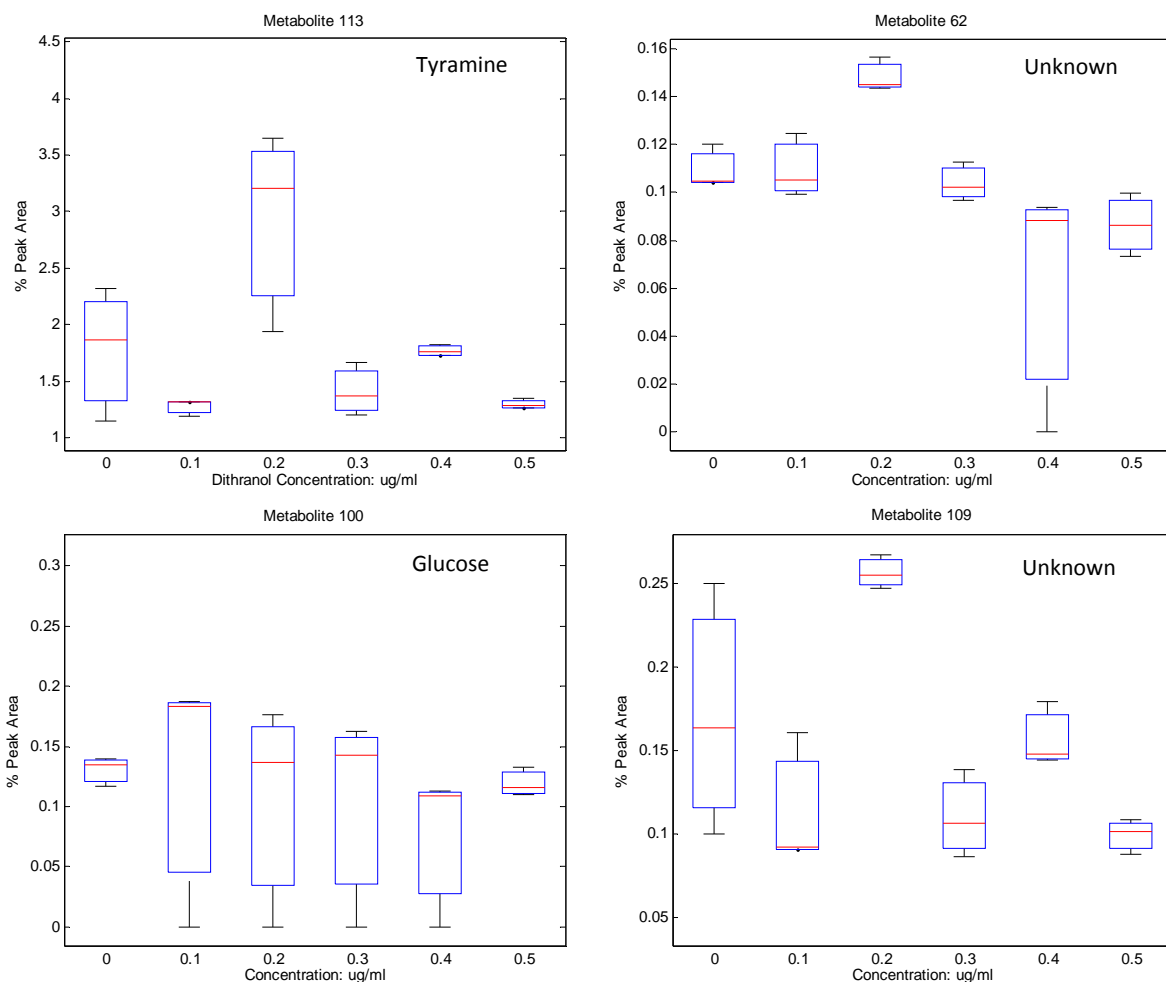 Metabolite 113
Tyramine
4.5
4
3.5
3
2.5
2
1.5
1
% Peak Area
0 0.1 0.2 0.3 0.4 0.5
Dithranol Concentration: ug/ml
Metabolite 62
Unknown
0.16
0.14
0.12
0.1
0.08
0.06
0.04
0.02
0
% Peak Area
0 0.1 0.2 0.3 0.4 0.5
Concentration: ug/ml
Metabolite 100
Glucose
0.3
0.25
0.2
0.15
0.1
0.05
0
% Peak Area
0 0.1 0.2 0.3 0.4 0.5
Concentration: ug/ml
Metabolite 109
Unknown
0.25
0.2
0.15
0.1
0.05
% Peak Area
0 0.1 0.2 0.3 0.4 0.5
Concentration: ug/ml